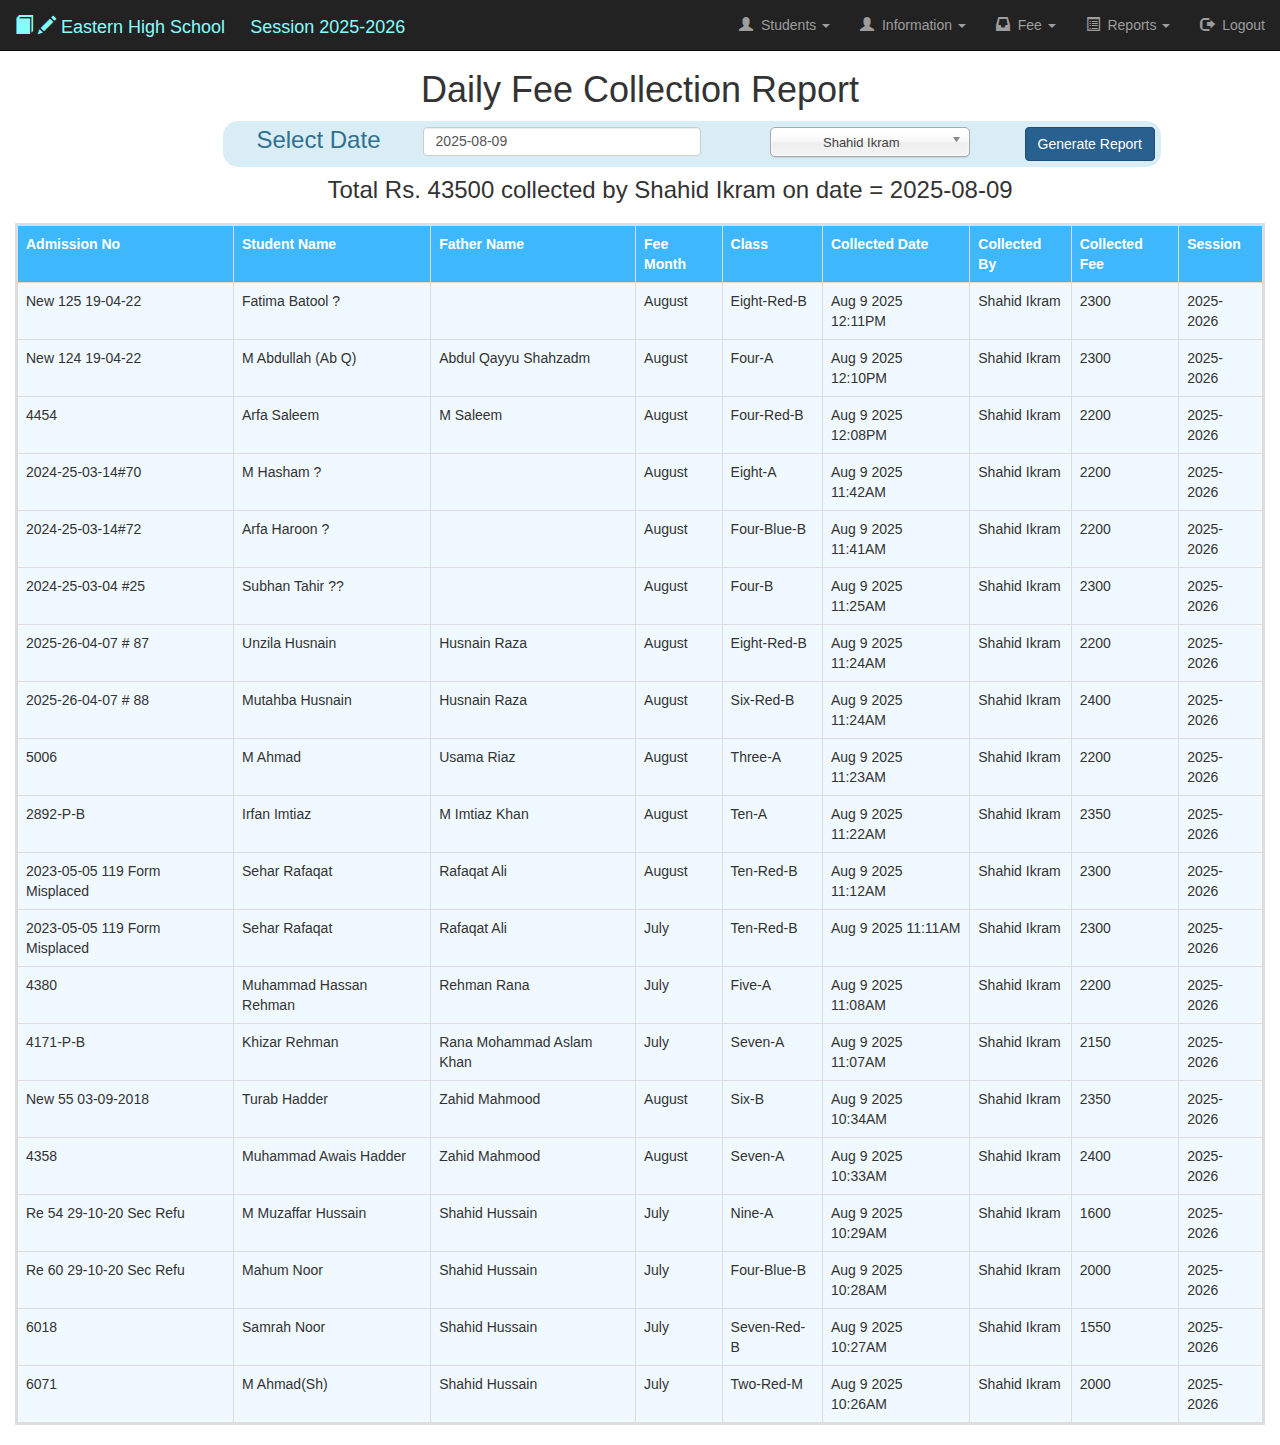 Eastern High School Session 2025-2026 Students Information Fee Reports Logout
Daily Fee Collection Report
Select Date 2025-08-09 Shahid Ikram Generate Report
Total Rs. 43500 collected by Shahid Ikram on date = 2025-08-09
Admission No Student Name Father Name Fee Class Collected Date Collected Collected Session
Month By Fee
New 125 19-04-22 Fatima Batool ? August Eight-Red-B Aug 9 2025 Shahid Ikram 2300 2025-
12:11PM 2026
New 124 19-04-22 M Abdullah (Ab Q) Abdul Qayyu Shahzadm August Four-A Aug 9 2025 Shahid Ikram 2300 2025-
12:10PM 2026
4454 Arfa Saleem M Saleem August Four-Red-B Aug 9 2025 Shahid Ikram 2200 2025-
12:08PM 2026
2024-25-03-14#70 M Hasham ? August Eight-A Aug 9 2025 Shahid Ikram 2200 2025-
11:42AM 2026
2024-25-03-14#72 Arfa Haroon ? August Four-Blue-B Aug 9 2025 Shahid Ikram 2200 2025-
11:41AM 2026
2024-25-03-04 #25 Subhan Tahir ?? August Four-B Aug 9 2025 Shahid Ikram 2300 2025-
11:25AM 2026
2025-26-04-07 # 87 Unzila Husnain Husnain Raza August Eight-Red-B Aug 9 2025 Shahid Ikram 2200 2025-
11:24AM 2026
2025-26-04-07 # 88 Mutahba Husnain Husnain Raza August Six-Red-B Aug 9 2025 Shahid Ikram 2400 2025-
11:24AM 2026
5006 M Ahmad Usama Riaz August Three-A Aug 9 2025 Shahid Ikram 2200 2025-
11:23AM 2026
2892-P-B Irfan Imtiaz M Imtiaz Khan August Ten-A Aug 9 2025 Shahid Ikram 2350 2025-
11:22AM 2026
2023-05-05 119 Form Sehar Rafaqat Rafaqat Ali August Ten-Red-B Aug 9 2025 Shahid Ikram 2300 2025-
Misplaced 11:12AM 2026
2023-05-05 119 Form Sehar Rafaqat Rafaqat Ali July Ten-Red-B Aug 9 2025 11:11AM Shahid Ikram 2300 2025-
Misplaced 2026
4380 Muhammad Hassan Rehman Rana July Five-A Aug 9 2025 Shahid Ikram 2200 2025-
Rehman 11:08AM 2026
4171-P-B Khizar Rehman Rana Mohammad Aslam July Seven-A Aug 9 2025 Shahid Ikram 2150 2025-
Khan 11:07AM 2026
New 55 03-09-2018 Turab Hadder Zahid Mahmood August Six-B Aug 9 2025 Shahid Ikram 2350 2025-
10:34AM 2026
4358 Muhammad Awais Hadder Zahid Mahmood August Seven-A Aug 9 2025 Shahid Ikram 2400 2025-
10:33AM 2026
Re 54 29-10-20 Sec Refu M Muzaffar Hussain Shahid Hussain July Nine-A Aug 9 2025 Shahid Ikram 1600 2025-
10:29AM 2026
Re 60 29-10-20 Sec Refu Mahum Noor Shahid Hussain July Four-Blue-B Aug 9 2025 Shahid Ikram 2000 2025-
10:28AM 2026
6018 Samrah Noor Shahid Hussain July Seven-Red- Aug 9 2025 Shahid Ikram 1550 2025-
B 10:27AM 2026
6071 M Ahmad(Sh) Shahid Hussain July Two-Red-M Aug 9 2025 Shahid Ikram 2000 2025-
10:26AM 2026